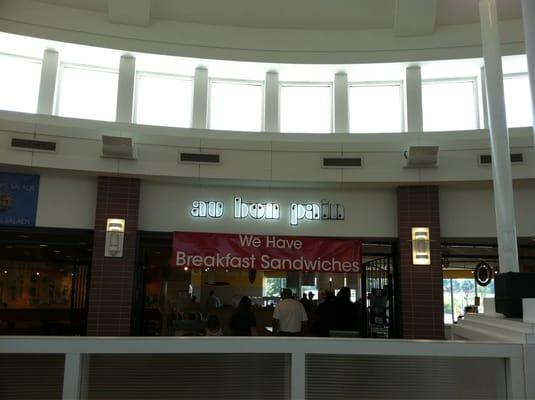 au bon pain
We Have
Breakfast Sandwiches